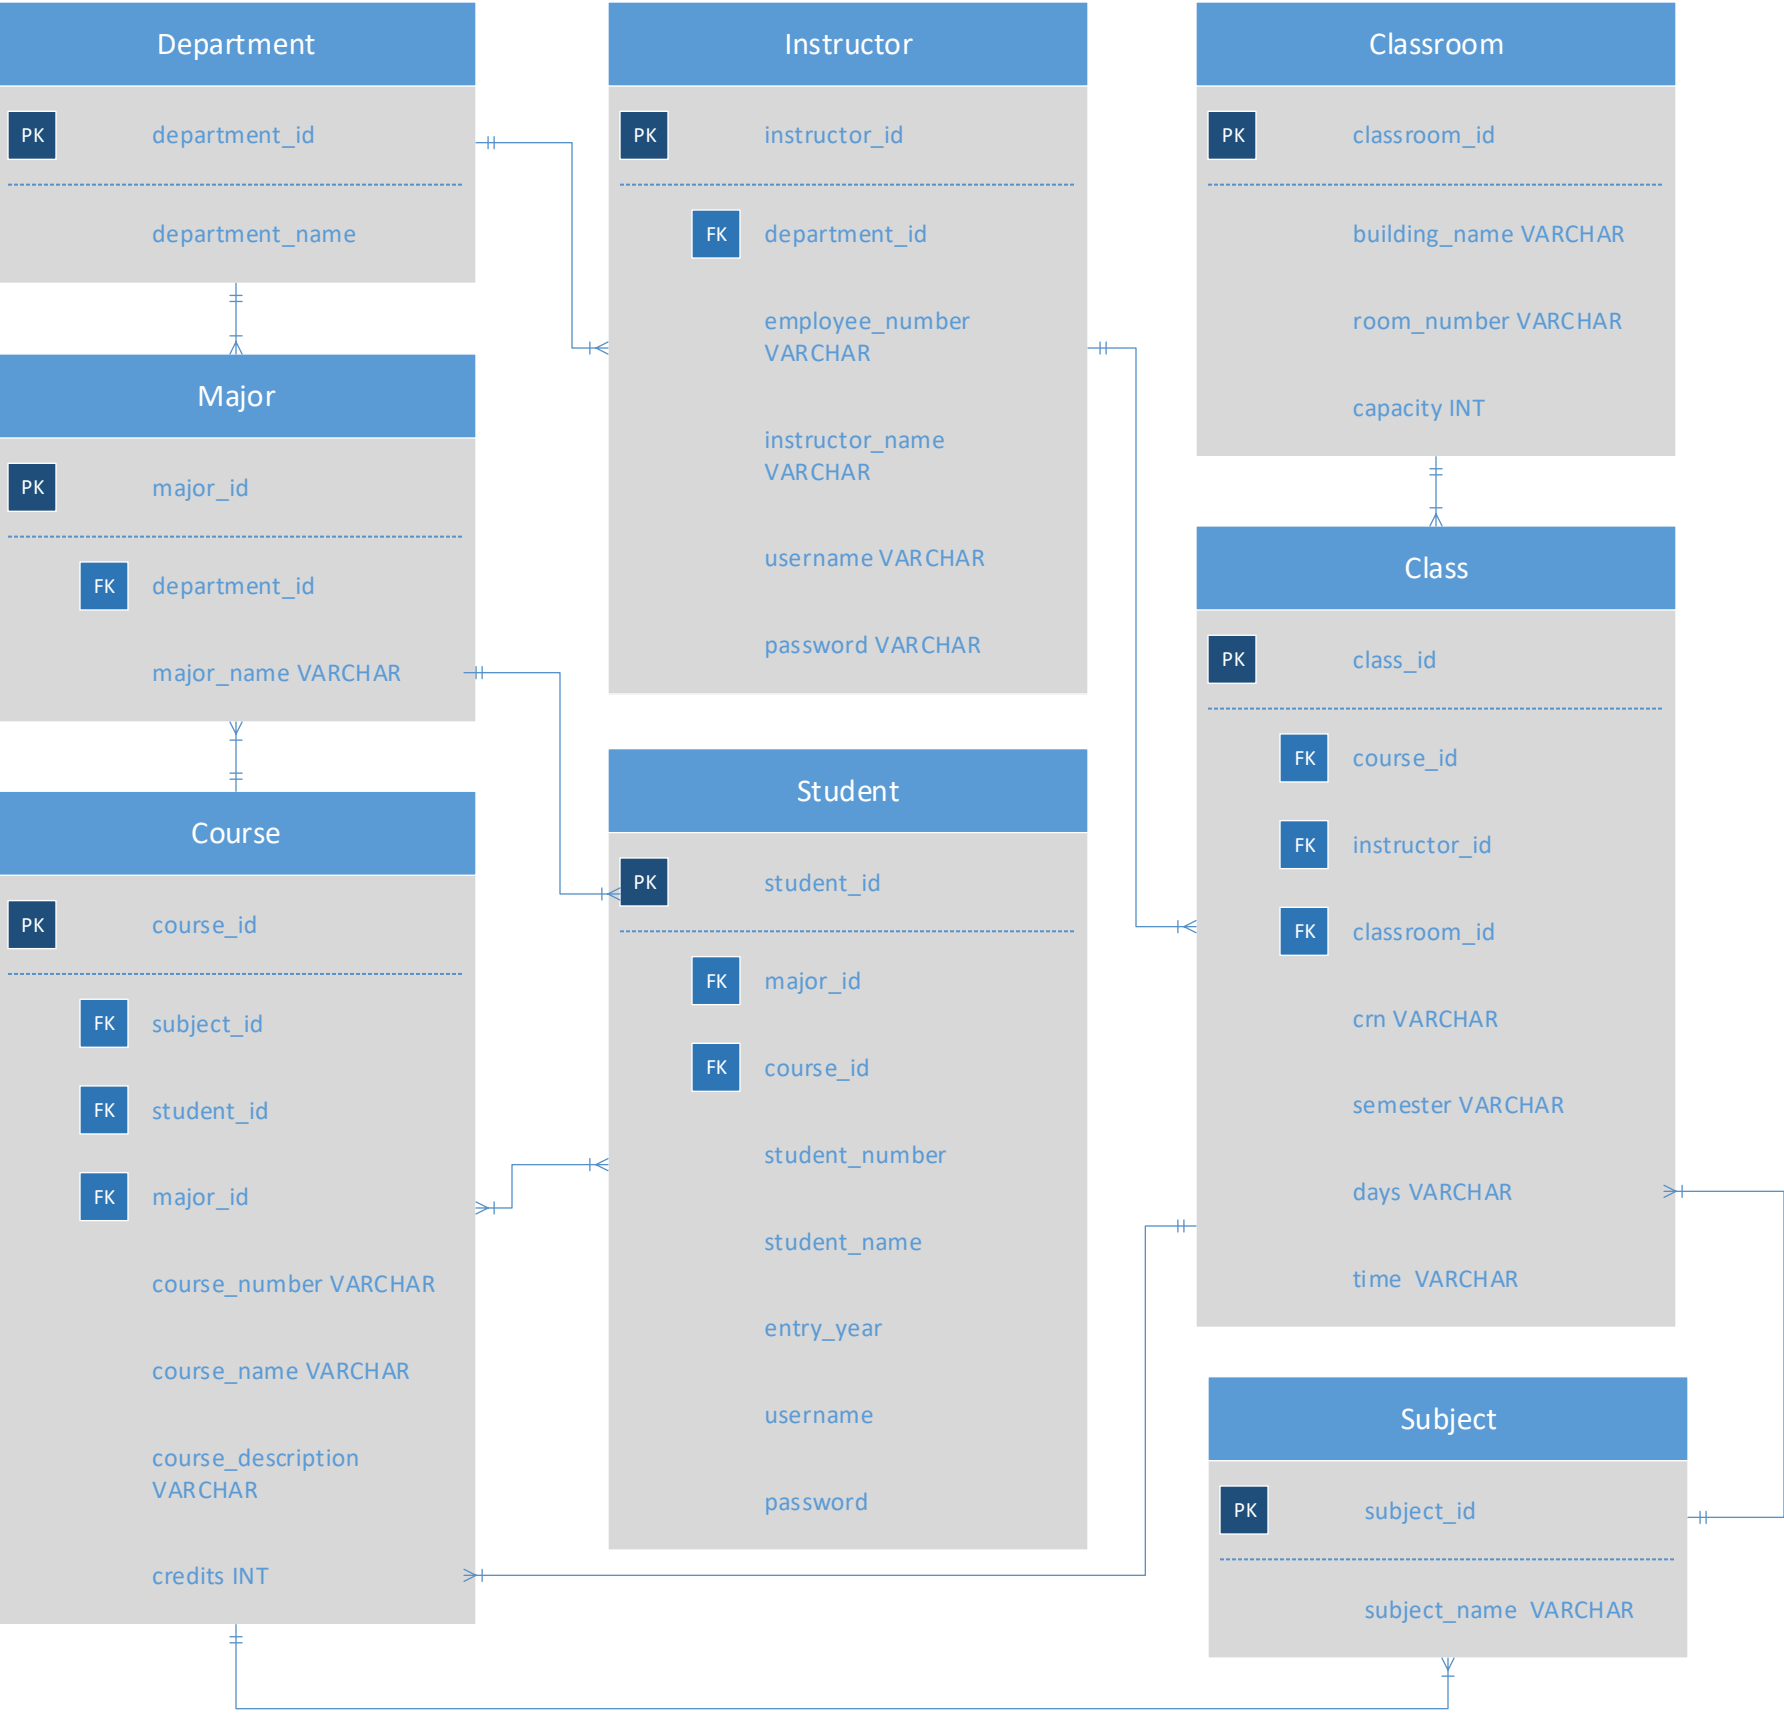 Department
PK
department_id
department_name
Major
PK
major_id
FK
department_id
major_name VARCHAR
Course
PK
course_id
FK
subject_id
FK
student_id
FK
major_id
course_number VARCHAR
course_name VARCHAR
course_description
VARCHAR
credits INT
Instructor
PK
instructor_id
FK
department_id
employee_number
VARCHAR
instructor_name
VARCHAR
username VARCHAR
password VARCHAR
Student
PK
student_id
FK
major_id
FK
course_id
student_number
student_name
entry_year
username
password
Classroom
PK
classroom_id
building_name VARCHAR
room_number VARCHAR
capacity INT
Class
PK
class_id
FK
course_id
FK
instructor_id
FK
classroom_id
crn VARCHAR
semester VARCHAR
days VARCHAR
time  VARCHAR
Subject
PK
subject_id
subject_name  VARCHAR